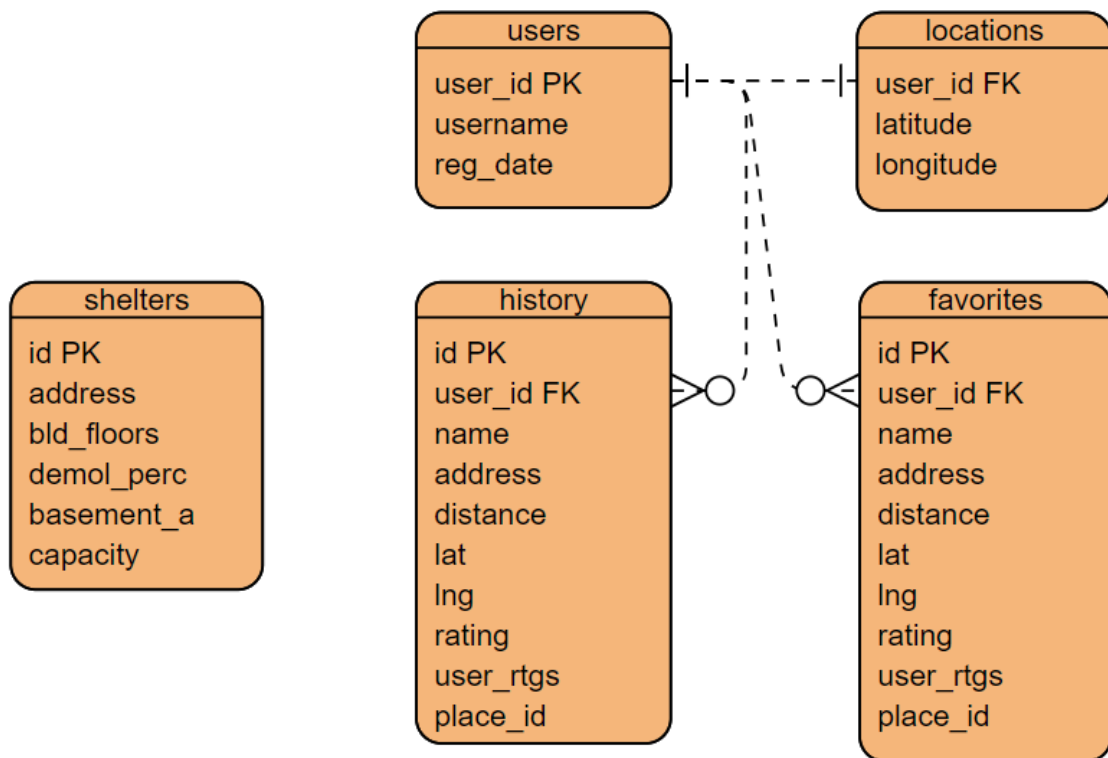 users
user_id PK
username
reg_date
locations
user_id FK
latitude
longitude
shelters
id PK
address
bld_floors
demol_perc
basement_a
capacity
history
id PK
user_id FK
name
address
distance
lat
lng
rating
user_rtgs
place_id
favorites
id PK
user_id FK
name
address
distance
lat
lng
rating
user_rtgs
place_id